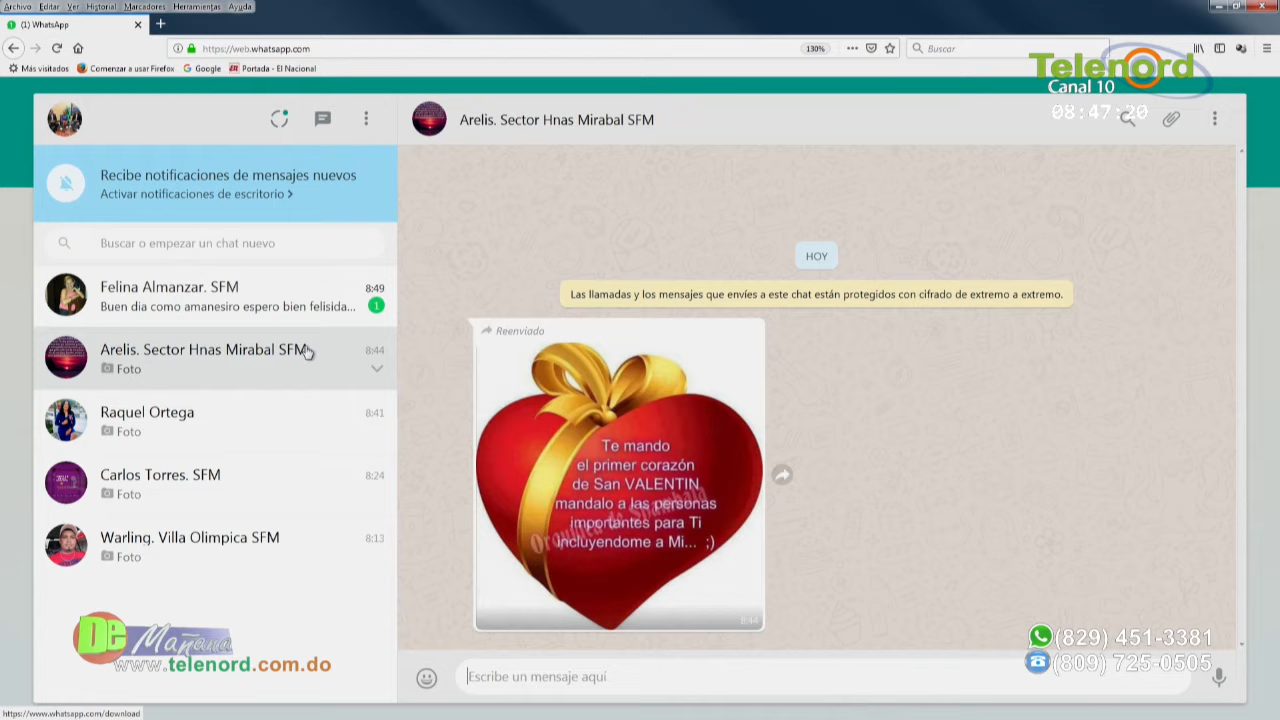 Archivo Editar Ver Historial Marcadores Herramientas Ayuda
(1) WhatsApp
https://web.whatsapp.com
130%
Buscar
Más visitados Comenzar a usar Firefox Google Portada - El Nacional
Telenord
Canal 10
08:47:20
Arelis. Sector Hnas Mirabal SFM
Recibe notificaciones de mensajes nuevos
Activar notificaciones de escritorio >
Buscar o empezar un chat nuevo
Felina Almanzar. SFM 8:49
Buen dia como amanesiro espero bien felisida... 1
Arelis. Sector Hnas Mirabal SFM 8:44
Foto
Raquel Ortega 8:41
Foto
Carlos Torres. SFM 8:24
Foto
Warling. Villa Olimpica SFM 8:13
Foto
HOY
Las llamadas y los mensajes que envíes a este chat están protegidos con cifrado de extremo a extremo.
Reenviado
Te mando
el primer corazón
de San VALENTIN
mandalo a las personas
importantes para Ti
incluyendome a Mi... ;)
8:44
De Mañana
www.telenord.com.do
(829) 451-3381
(809) 725-0505
Escribe un mensaje aquí
https://www.whatsapp.com/download